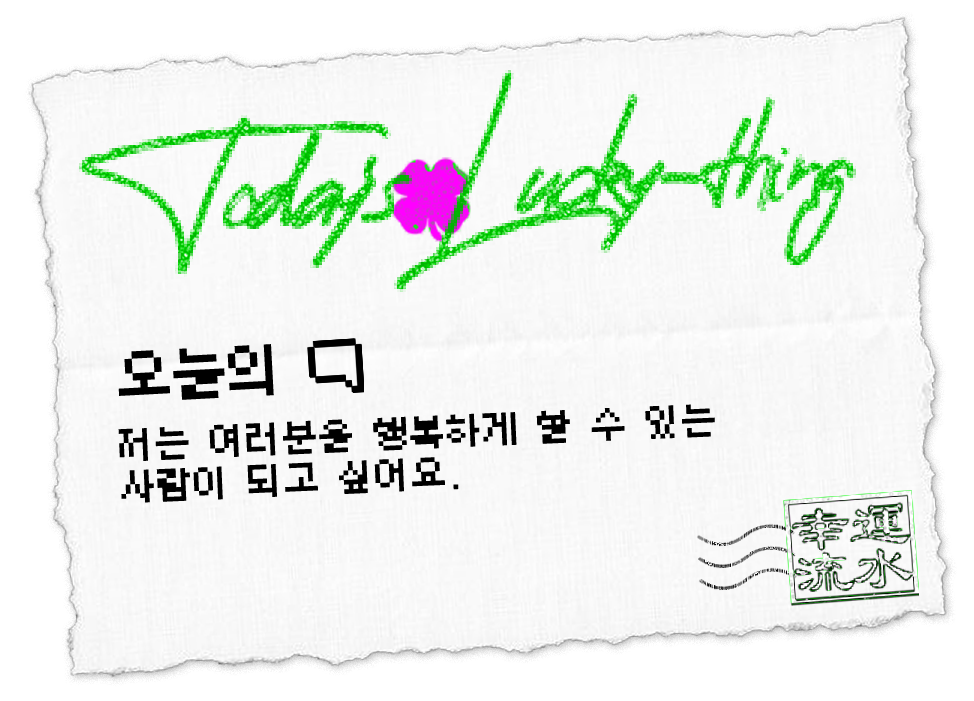 Today's Lucky-thing
오늘의
저는 여러분을 행복하게 할 수 있는
사람이 되고 싶어요.
幸運
流水